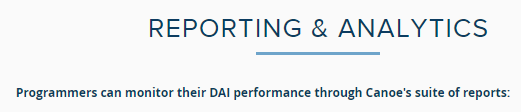 REPORTING & ANALYTICS
Programmers can monitor their DAI performance through Canoe's suite of reports: